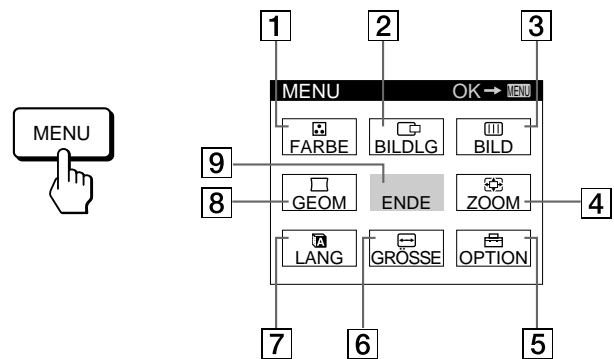 1 2 3
MENU OK → MENU
MENU
FARBE BILDLG BILD
9
8 GEOM ENDE ZOOM 4
LANG GRÖSSE OPTION
7 6 5